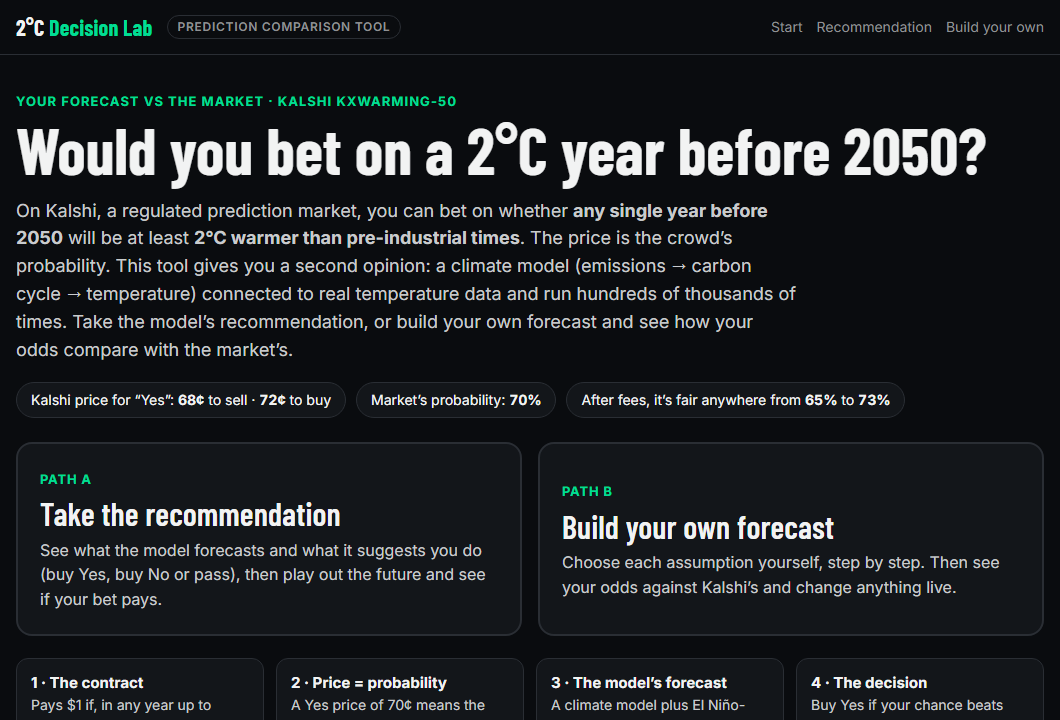 2°C Decision Lab
PREDICTION COMPARISON TOOL
Start
Recommendation
Build your own
YOUR FORECAST VS THE MARKET · KALSHI KXWARMING-50
Would you bet on a 2°C year before 2050?
On Kalshi, a regulated prediction market, you can bet on whether any single year before
2050 will be at least 2°C warmer than pre-industrial times. The price is the crowd’s
probability. This tool gives you a second opinion: a climate model (emissions → carbon
cycle → temperature) connected to real temperature data and run hundreds of thousands of
times. Take the model’s recommendation, or build your own forecast and see how your
odds compare with the market’s.
Kalshi price for “Yes”: 68¢ to sell · 72¢ to buy
Market’s probability: 70%
After fees, it’s fair anywhere from 65% to 73%
PATH A
Take the recommendation
See what the model forecasts and what it suggests you do
(buy Yes, buy No or pass), then play out the future and see
if your bet pays.
PATH B
Build your own forecast
Choose each assumption yourself, step by step. Then see
your odds against Kalshi’s and change anything live.
1 · The contract
Pays $1 if, in any year up to
2 · Price = probability
A Yes price of 70¢ means the
3 · The model’s forecast
A climate model plus El Niño-
4 · The decision
Buy Yes if your chance beats